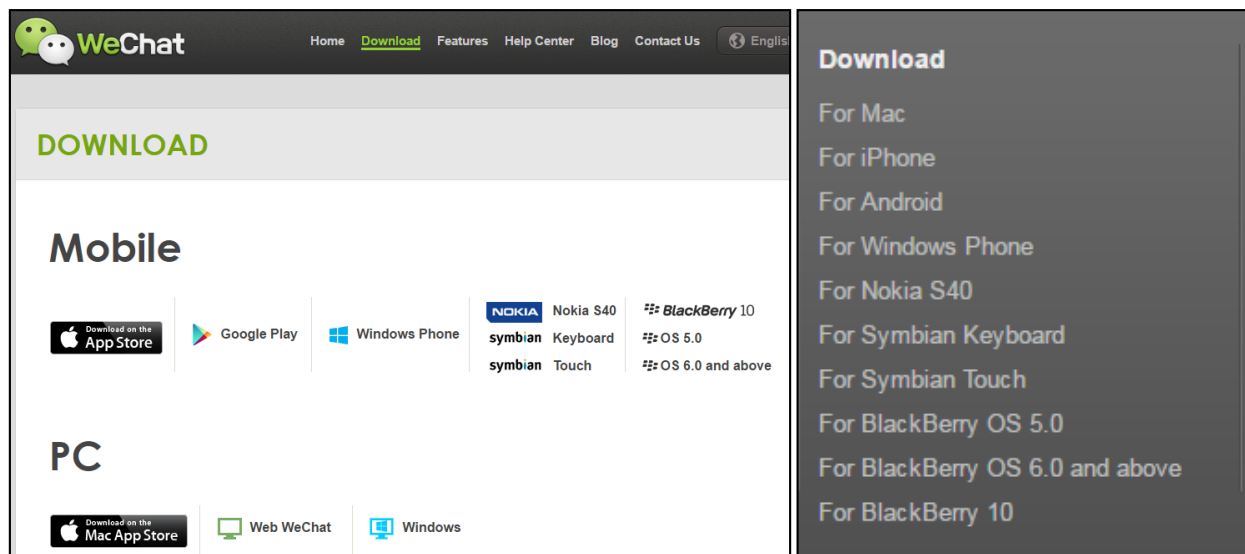 WeChat
Home Download Features Help Center Blog Contact Us English
DOWNLOAD
Mobile
Download on the
App Store
Google Play
Windows Phone
NOKIA Nokia S40
symbian Keyboard
symbian Touch
BlackBerry 10
OS 5.0
OS 6.0 and above
PC
Download on the
Mac App Store
Web WeChat
Windows
Download
For Mac
For iPhone
For Android
For Windows Phone
For Nokia S40
For Symbian Keyboard
For Symbian Touch
For BlackBerry OS 5.0
For BlackBerry OS 6.0 and above
For BlackBerry 10